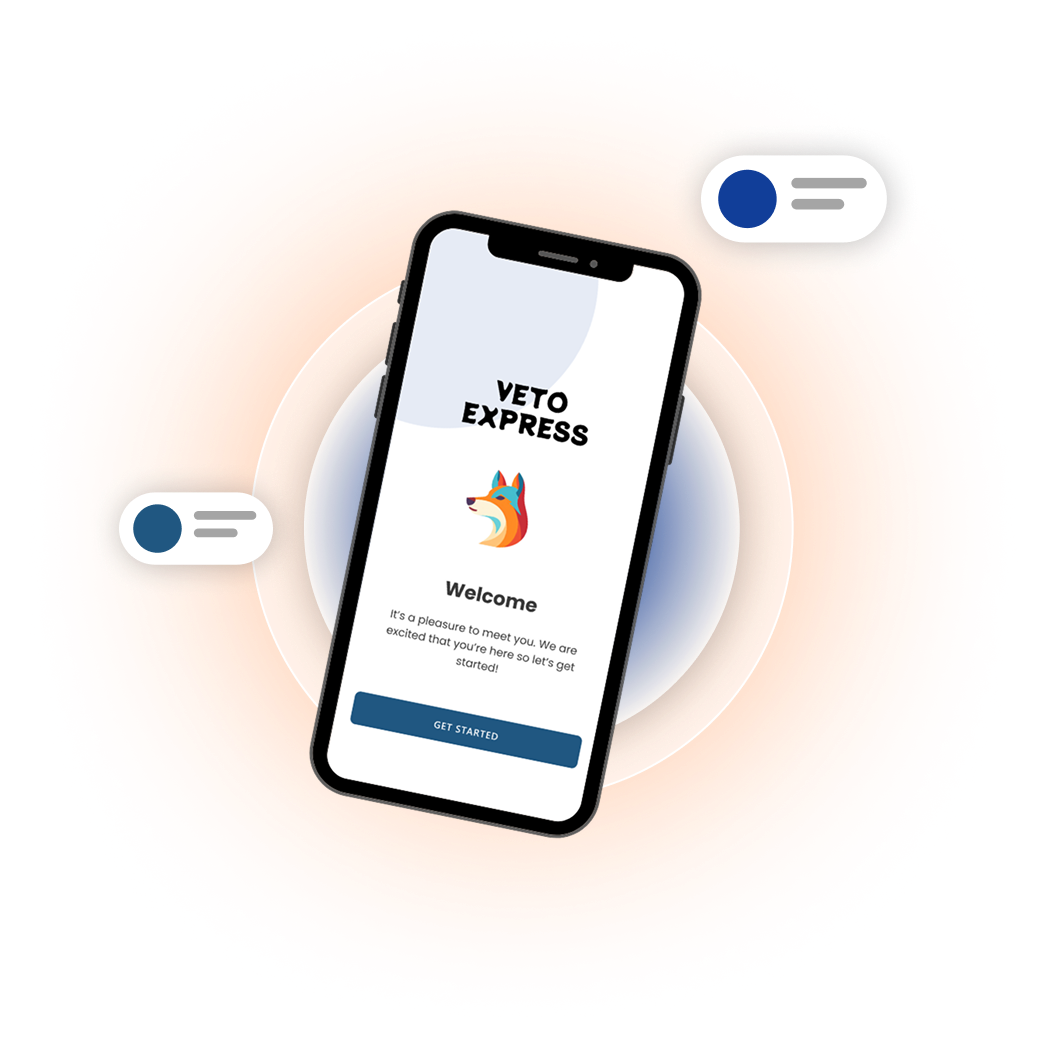 VETO
EXPRESS
Welcome
It's a pleasure to meet you. We are
excited that you're here so let's get
started!
GET STARTED